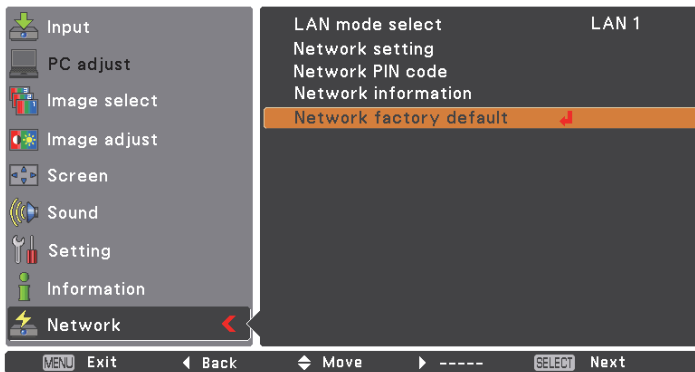 Input
PC adjust
Image select
Image adjust
Screen
Sound
Setting
Information
Network
LAN mode select LAN 1
Network setting
Network PIN code
Network information
Network factory default
MENU Exit Back Move ----- SELECT Next